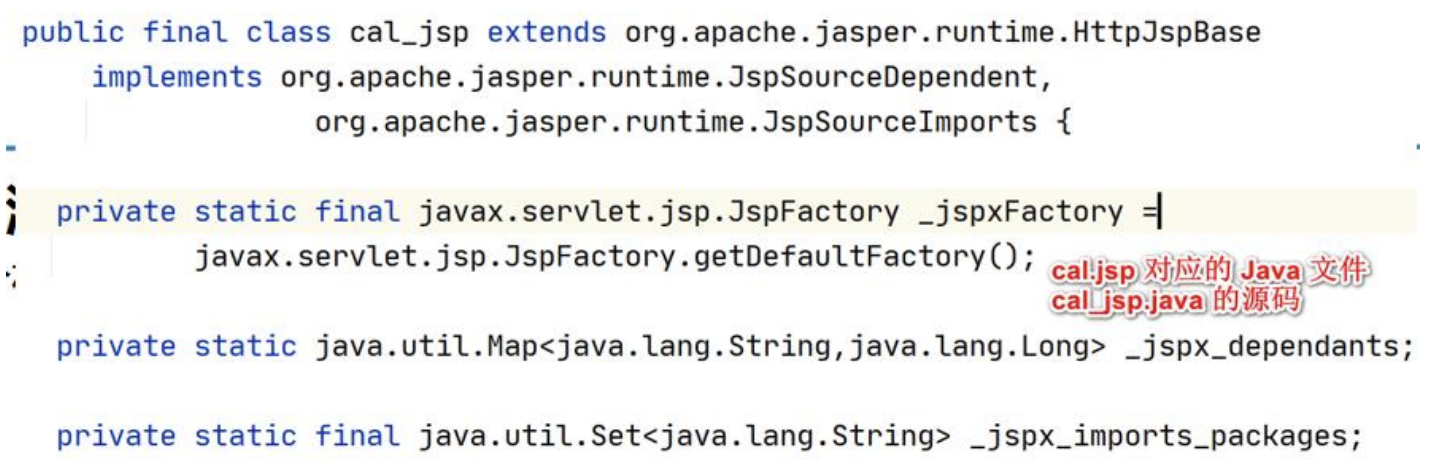 public final class cal_jsp extends org.apache.jasper.runtime.HttpJspBase
implements org.apache.jasper.runtime.JspSourceDependent,
org.apache.jasper.runtime.JspSourceImports {
private static final javax.servlet.jsp.JspFactory _jspxFactory =
javax.servlet.jsp.JspFactory.getDefaultFactory();
cal.jsp 对应的 Java 文件
cal_jsp.java 的源码
private static java.util.Map<java.lang.String,java.lang.Long> _jspx_dependants;
private static final java.util.Set<java.lang.String> _jspx_imports_packages;